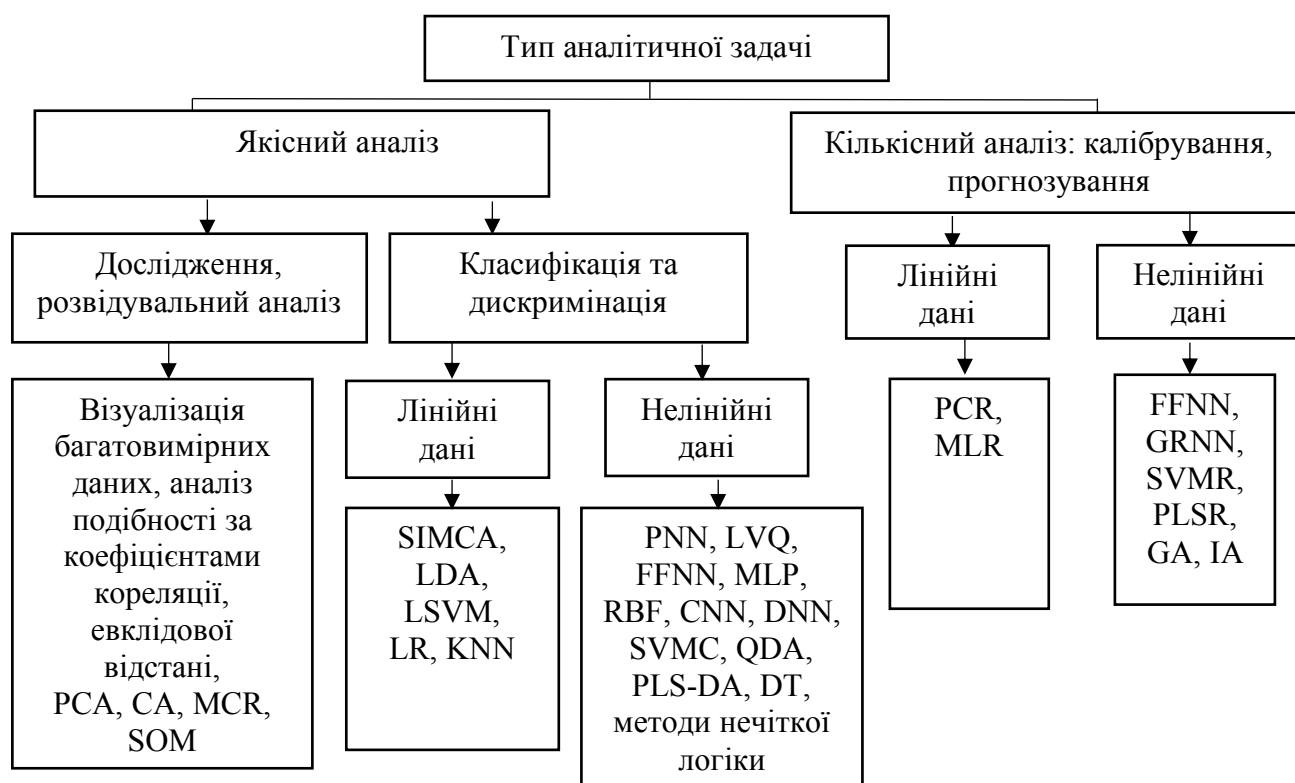 Тип аналітичної задачі
Якісний аналіз
Кількісний аналіз: калібрування,
прогнозування
Дослідження,
розвідувальний аналіз
Класифікація та
дискримінація
Лінійні
дані
Нелінійні
дані
Візуалізація
багатовимірних
даних, аналіз
подібності за
коефіцієнтами
кореляції,
евклідової
відстані,
PCA, CA, MCR,
SOM
Лінійні
дані
Нелінійні
дані
SIMCA,
LDA,
LSVM,
LR, KNN
PNN, LVQ,
FFNN, MLP,
RBF, CNN, DNN,
SVMC, QDA,
PLS-DA, DT,
методи нечіткої
логіки
PCR,
MLR
FFNN,
GRNN,
SVMR,
PLSR,
GA, IA